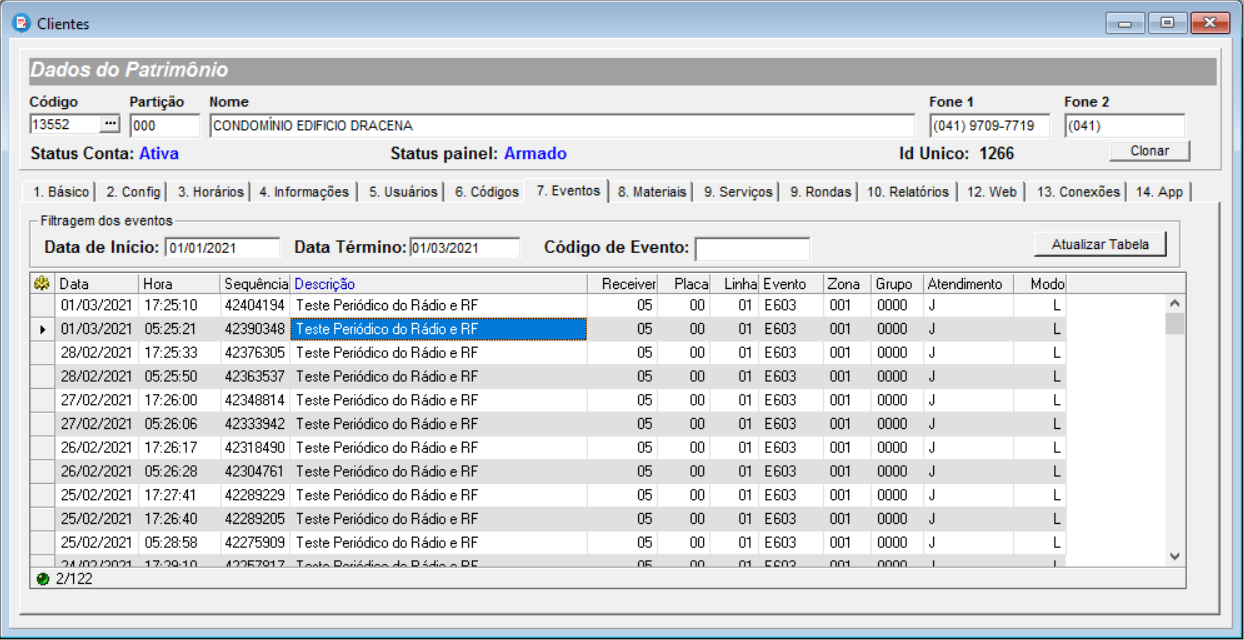 Clientes
Dados do Patrimônio
Código Partição Nome Fone 1 Fone 2
13552 ... 000 CONDOMÍNIO EDIFICIO DRACENA (041) 9709-7719 (041)
Status Conta: Ativa Status painel: Armado Id Unico: 1266 Clonar
1. Básico 2. Config 3. Horários 4. Informações 5. Usuários 6. Códigos 7. Eventos 8. Materiais 9. Serviços 9. Rondas 10. Relatórios 12. Web 13. Conexões 14. App
Filtragem dos eventos
Data de Início: 01/01/2021 Data Término: 01/03/2021 Código de Evento: Atualizar Tabela
Data Hora Sequência Descrição Receiver Placa Linha Evento Zona Grupo Atendimento Modo
01/03/2021 17:25:10 42404194 Teste Periódico do Rádio e RF 05 00 01 E603 001 0000 J L
01/03/2021 05:25:21 42390348 Teste Periódico do Rádio e RF 05 00 01 E603 001 0000 J L
28/02/2021 17:25:33 42376305 Teste Periódico do Rádio e RF 05 00 01 E603 001 0000 J L
28/02/2021 05:25:50 42363537 Teste Periódico do Rádio e RF 05 00 01 E603 001 0000 J L
27/02/2021 17:26:00 42348814 Teste Periódico do Rádio e RF 05 00 01 E603 001 0000 J L
27/02/2021 05:26:06 42333942 Teste Periódico do Rádio e RF 05 00 01 E603 001 0000 J L
26/02/2021 17:26:17 42318490 Teste Periódico do Rádio e RF 05 00 01 E603 001 0000 J L
26/02/2021 05:26:28 42304761 Teste Periódico do Rádio e RF 05 00 01 E603 001 0000 J L
25/02/2021 17:27:41 42289229 Teste Periódico do Rádio e RF 05 00 01 E603 001 0000 J L
25/02/2021 17:26:40 42289205 Teste Periódico do Rádio e RF 05 00 01 E603 001 0000 J L
25/02/2021 05:28:58 42275909 Teste Periódico do Rádio e RF 05 00 01 E603 001 0000 J L
24/02/2021 17:29:10 42257817 Teste Periódico do Rádio e RF 05 00 01 E603 001 0000 J L
2/122